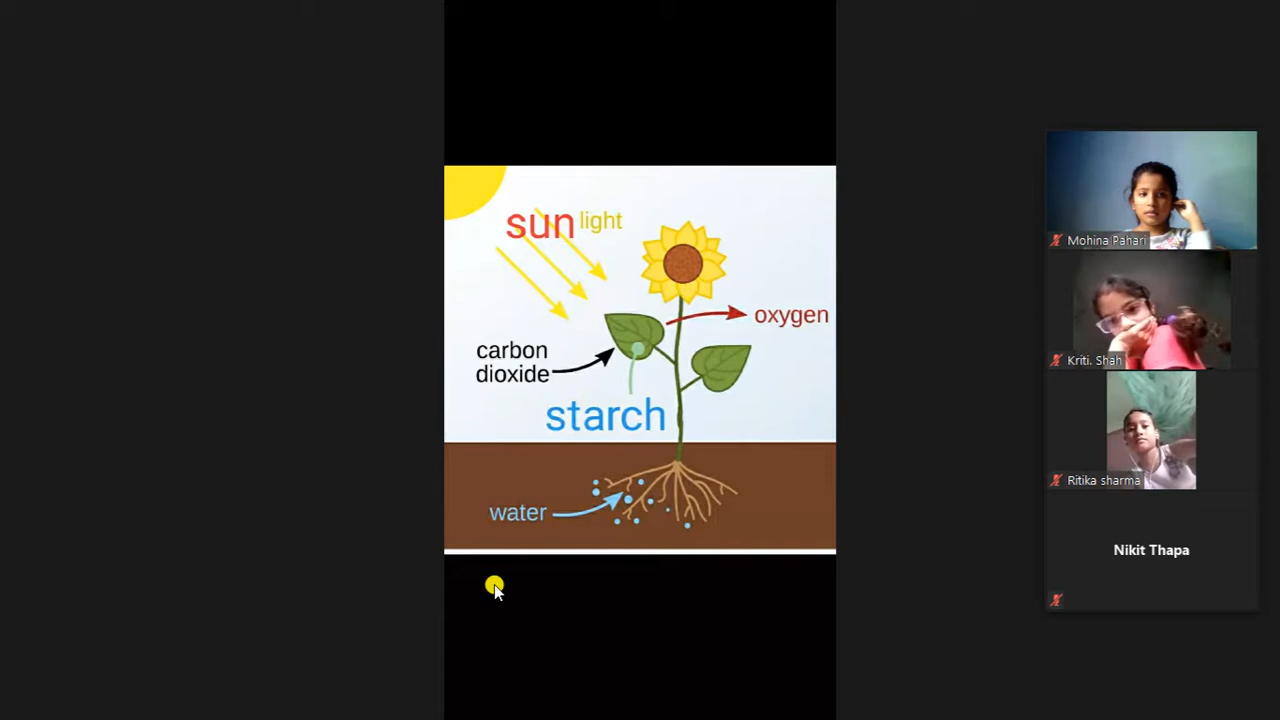 sun light
oxygen
carbon
dioxide
starch
water
Mohina Pahari
Kriti. Shah
Ritika sharma
Nikit Thapa